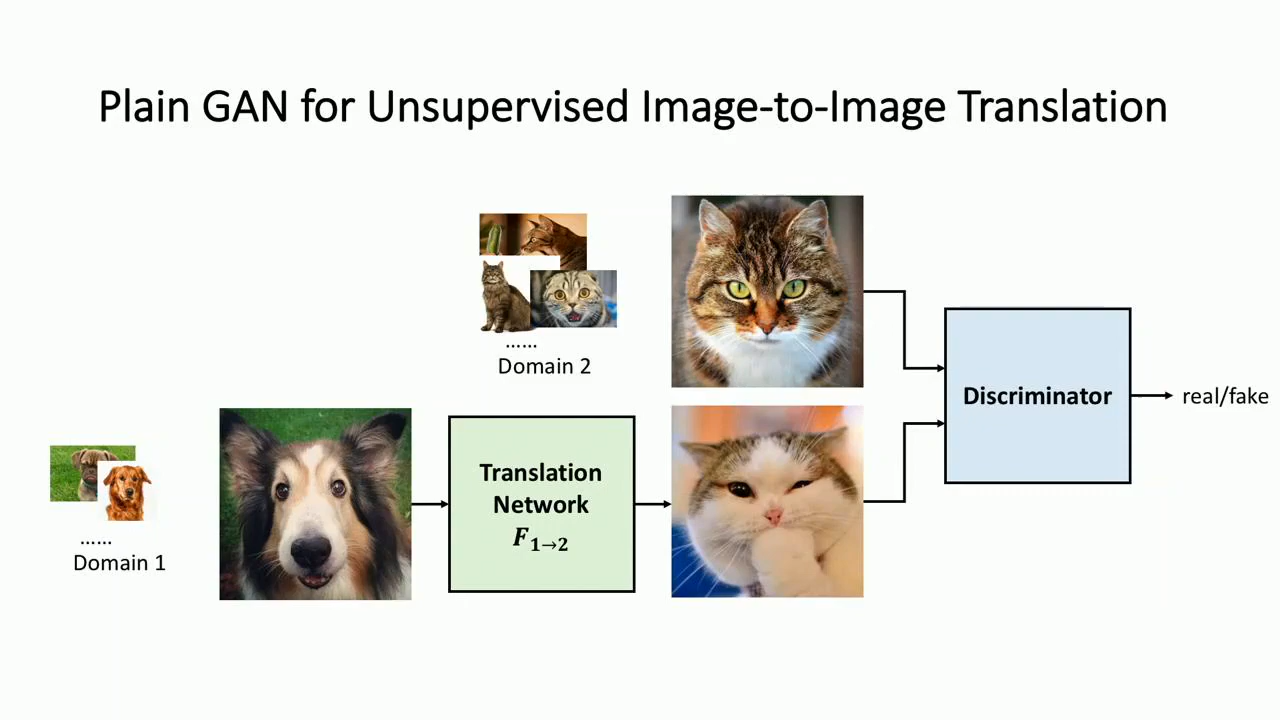 Plain GAN for Unsupervised Image-to-Image Translation
......
Domain 2
Discriminator
real/fake
Translation
Network
F1→2
......
Domain 1